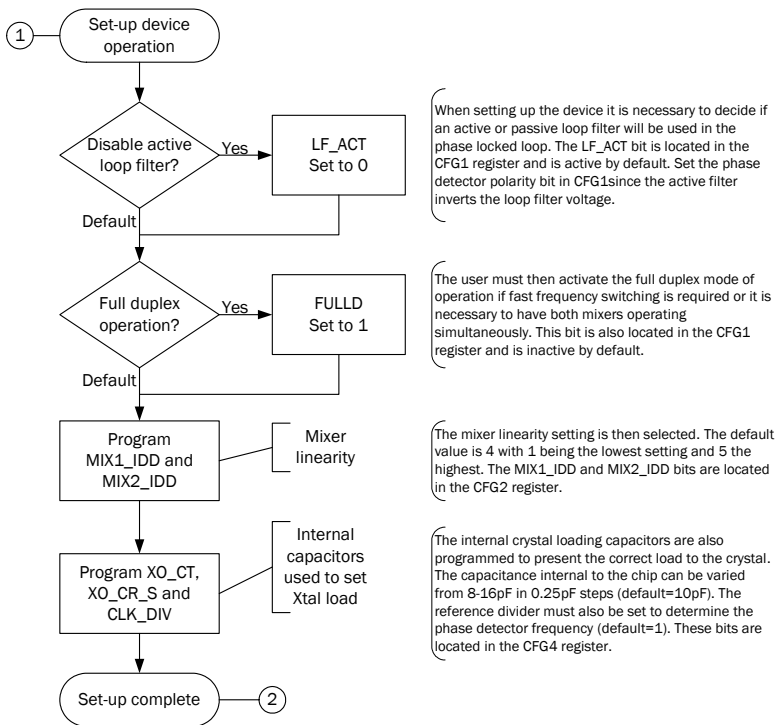 1
Set-up device
operation
Disable active
loop filter?
Yes
LF_ACT
Set to 0
When setting up the device it is necessary to decide if
an active or passive loop filter will be used in the
phase locked loop. The LF_ACT bit is located in the
CFG1 register and is active by default. Set the phase
detector polarity bit in CFG1since the active filter
inverts the loop filter voltage.
Default
Full duplex
operation?
Yes
FULLD
Set to 1
The user must then activate the full duplex mode of
operation if fast frequency switching is required or it is
necessary to have both mixers operating
simultaneously. This bit is also located in the CFG1
register and is inactive by default.
Default
Program
MIX1_IDD and
MIX2_IDD
Mixer
linearity
The mixer linearity setting is then selected. The default
value is 4 with 1 being the lowest setting and 5 the
highest. The MIX1_IDD and MIX2_IDD bits are located
in the CFG2 register.
Program XO_CT,
XO_CR_S and
CLK_DIV
Internal
capacitors
used to set
Xtal load
The internal crystal loading capacitors are also
programmed to present the correct load to the crystal.
The capacitance internal to the chip can be varied
from 8-16pF in 0.25pF steps (default=10pF). The
reference divider must also be set to determine the
phase detector frequency (default=1). These bits are
located in the CFG4 register.
Set-up complete
2